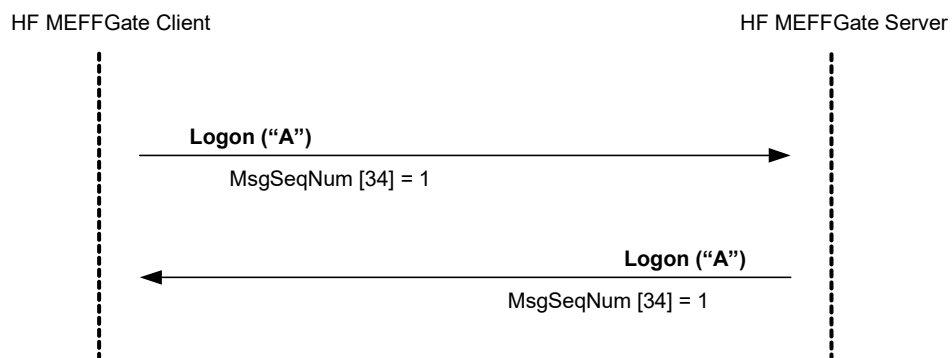 HF MEFFGate Client
HF MEFFGate Server
Logon (“A”)
MsgSeqNum [34] = 1
Logon (“A”)
MsgSeqNum [34] = 1